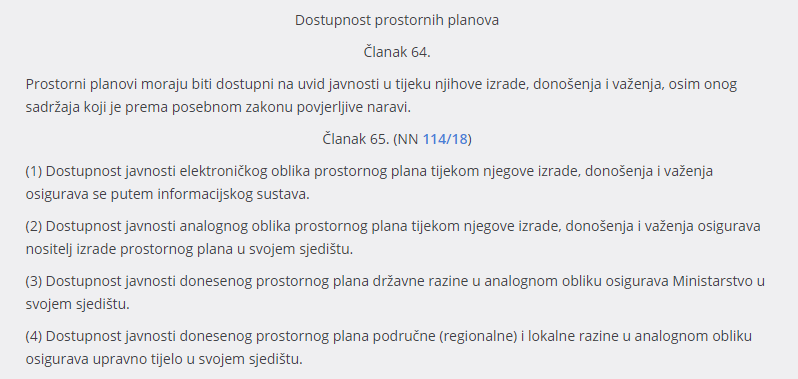 Dostupnost prostornih planova
Članak 64.
Prostorni planovi moraju biti dostupni na uvid javnosti u tijeku njihove izrade, donošenja i važenja, osim onog
sadržaja koji je prema posebnom zakonu povjerljive naravi.
Članak 65. (NN 114/18)
(1) Dostupnost javnosti elektroničkog oblika prostornog plana tijekom njegove izrade, donošenja i važenja
osigurava se putem informacijskog sustava.
(2) Dostupnost javnosti analognog oblika prostornog plana tijekom njegove izrade, donošenja i važenja osigurava
nositelj izrade prostornog plana u svojem sjedištu.
(3) Dostupnost javnosti donesenog prostornog plana državne razine u analognom obliku osigurava Ministarstvo u
svojem sjedištu.
(4) Dostupnost javnosti donesenog prostornog plana područne (regionalne) i lokalne razine u analognom obliku
osigurava upravno tijelo u svojem sjedištu.